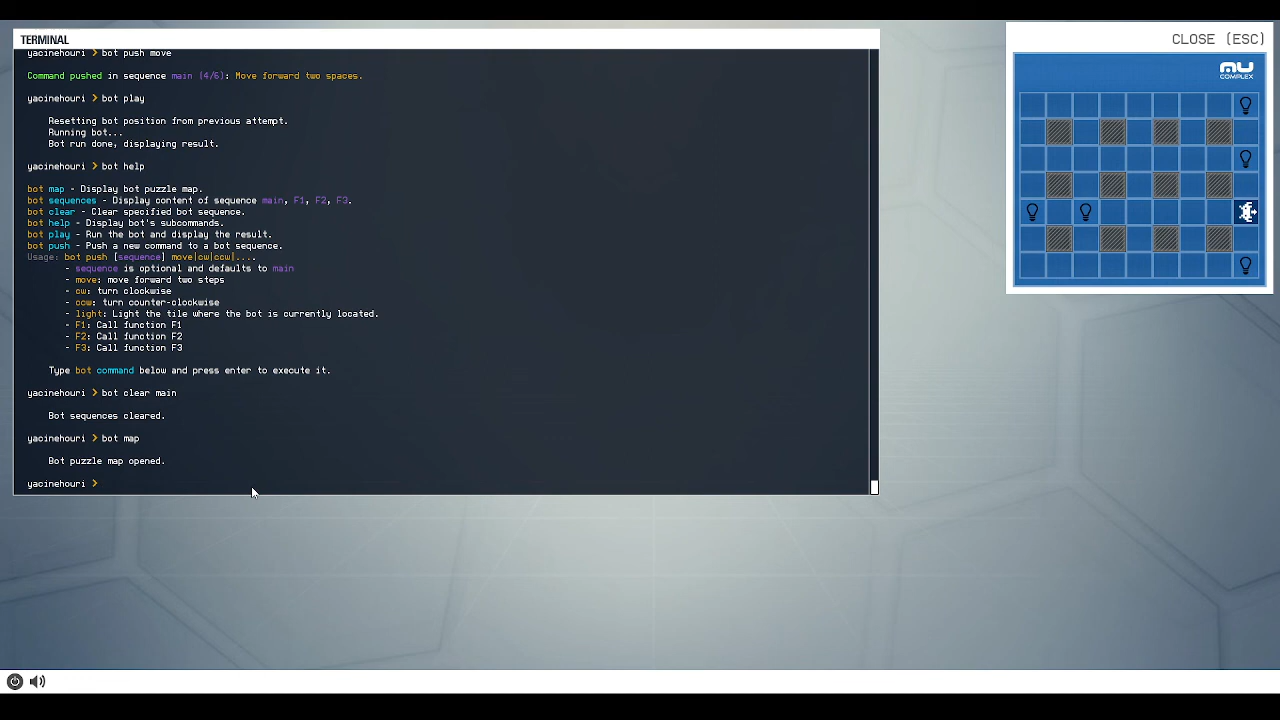 TERMINAL
yacinehouri > bot push move
Command pushed in sequence main (4/6): Move forward two spaces.
yacinehouri > bot play
Resetting bot position from previous attempt.
Running bot...
Bot run done, displaying result.
yacinehouri > bot help
bot map - Display bot puzzle map.
bot sequences - Display content of sequence main, F1, F2, F3.
bot clear - Clear specified bot sequence.
bot help - Display bot's subcommands.
bot play - Run the bot and display the result.
bot push - Push a new command to a bot sequence.
Usage: bot push [sequence] move|cw|ccw|....
- sequence is optional and defaults to main
- move: move forward two steps
- cw: turn clockwise
- ccw: turn counter-clockwise
- light: Light the tile where the bot is currently located.
- F1: Call function F1
- F2: Call function F2
- F3: Call function F3
Type bot command below and press enter to execute it.
yacinehouri > bot clear main
Bot sequences cleared.
yacinehouri > bot map
Bot puzzle map opened.
yacinehouri >
CLOSE (ESC)
MU
COMPLEX